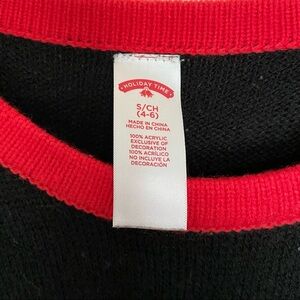 HOLIDAY TIME
S/CH
(4-6)
MADE IN CHINA
HECHO EN CHINA
100% ACRYLIC
EXCLUSIVE OF
DECORATION
100% ACRÍLICO
NO INCLUYE LA
DECORACIÓN